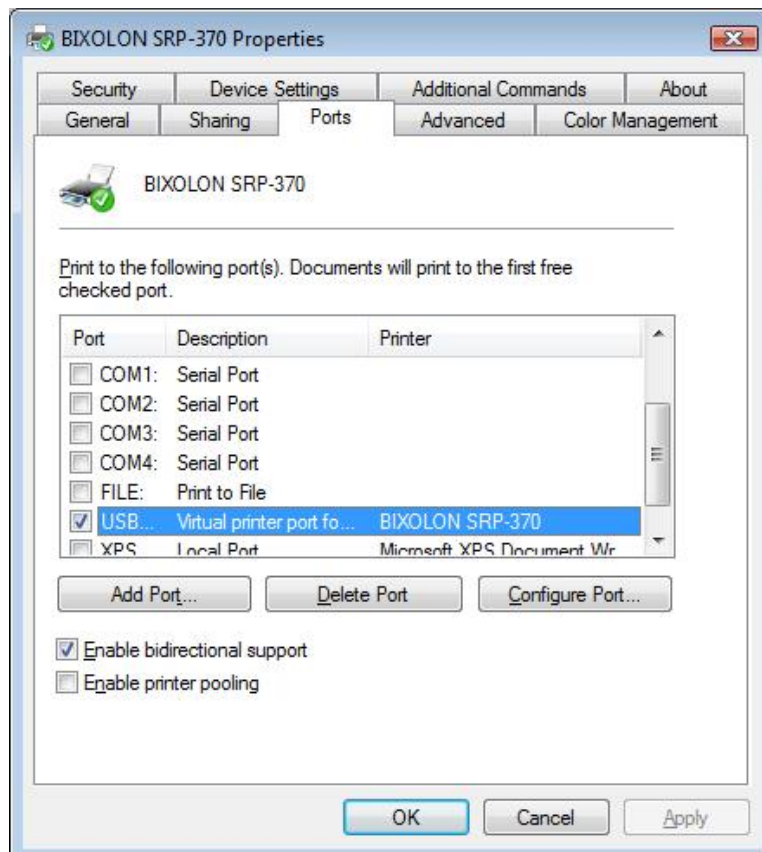 BIXOLON SRP-370 Properties
Security Device Settings Additional Commands About
General Sharing Ports Advanced Color Management
BIXOLON SRP-370
Print to the following port(s). Documents will print to the first free
checked port.
Port Description Printer
COM1: Serial Port
COM2: Serial Port
COM3: Serial Port
COM4: Serial Port
FILE: Print to File
USB... Virtual printer port fo... BIXOLON SRP-370
XPS Local Port Microsoft XPS Document Wr
Add Port... Delete Port Configure Port...
Enable bidirectional support
Enable printer pooling
OK Cancel Apply